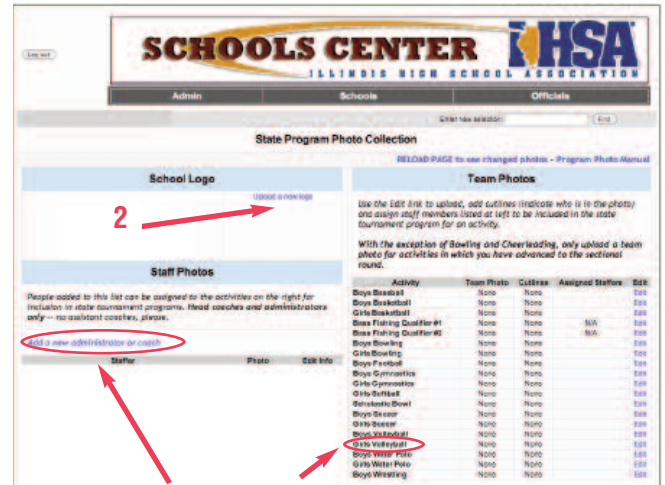 Log out
SCHOOLS CENTER
IHSA
ILLINOIS HIGH SCHOOL ASSOCIATION
Admin Schools Officials
Enter new selection: Find
State Program Photo Collection
RELOAD PAGE to see changed photos - Program Photo Manual
School Logo
Upload a new logo
2
Staff Photos
People added to this list can be assigned to the activities on the right for
inclusion in state tournament programs. Head coaches and administrators
only -- no assistant coaches, please.
Add a new administrator or coach
Staffer Photo Edit Info
Team Photos
Use the Edit link to upload, add cutlines (indicate who is in the photo)
and assign staff members listed at left to be included in the state
tournament program for an activity.
With the exception of Bowling and Cheerleading, only upload a team
photo for activities in which you have advanced to the sectional
round.
Activity Team Photo Cutlines Assigned Staffers Edit
Boys Baseball None None Edit
Boys Basketball None None Edit
Girls Basketball None None Edit
Bass Fishing Qualifier #1 None None N/A Edit
Bass Fishing Qualifier #2 None None N/A Edit
Boys Bowling None None Edit
Girls Bowling None None Edit
Boys Football None None Edit
Boys Gymnastics None None Edit
Girls Gymnastics None None Edit
Girls Softball None None Edit
Scholastic Bowl None None Edit
Boys Soccer None None Edit
Girls Soccer None None Edit
Boys Volleyball None None Edit
Girls Volleyball None None Edit
Boys Water Polo None None Edit
Girls Water Polo None None Edit
Boys Wrestling None None Edit